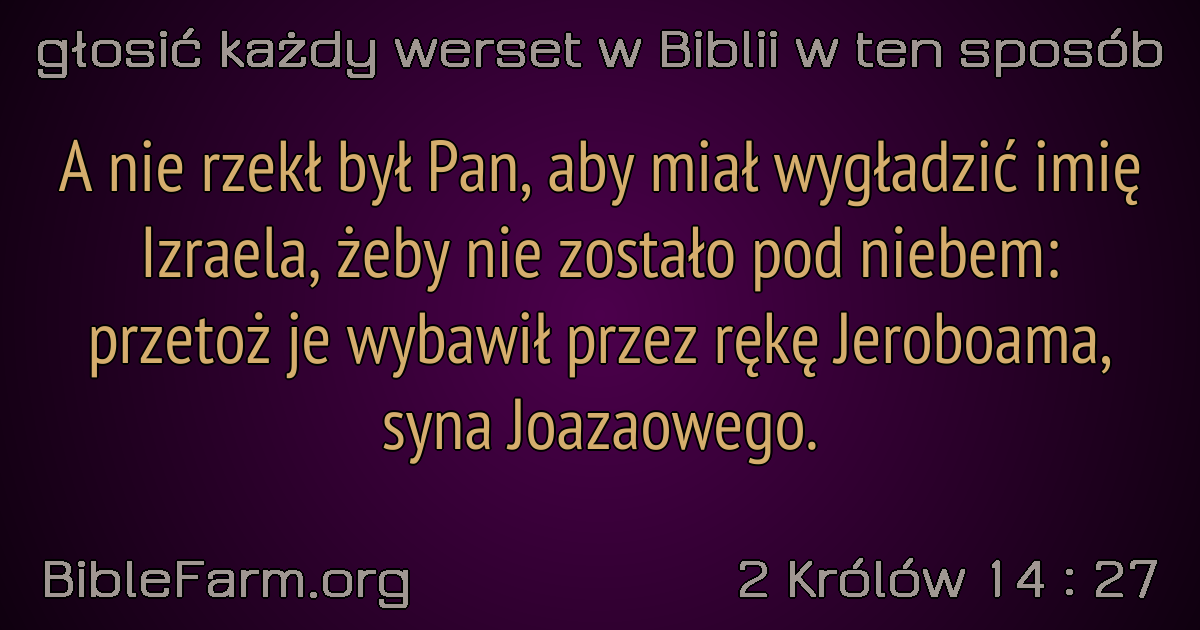 głosić każdy werset w Biblii w ten sposób
A nie rzekł był Pan, aby miał wygładzić imię
Izraela, żeby nie zostało pod niebem:
przetoż je wybawił przez rękę Jeroboama,
syna Joazaowego.
BibleFarm.org
2 Królów 14 : 27